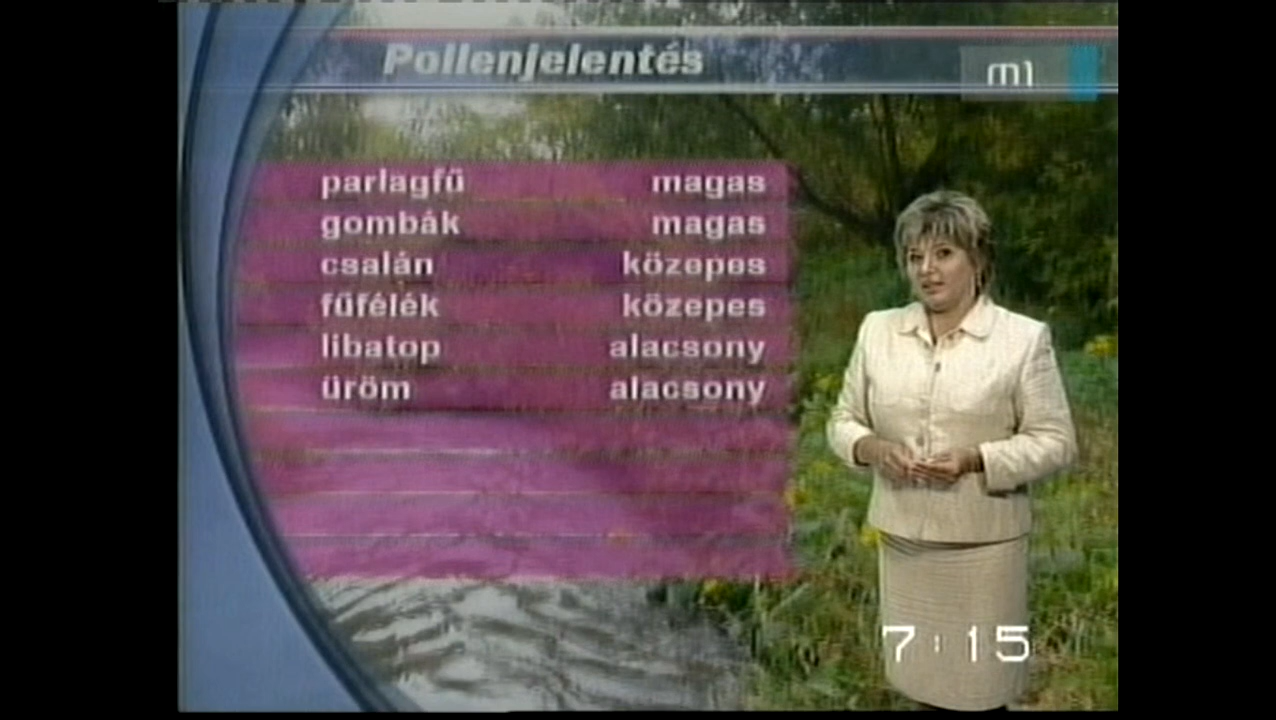 Pollenjelentés
m1
parlagfű magas
gombák magas
csalán közepes
fűfélék közepes
libatop alacsony
üröm alacsony
7:15